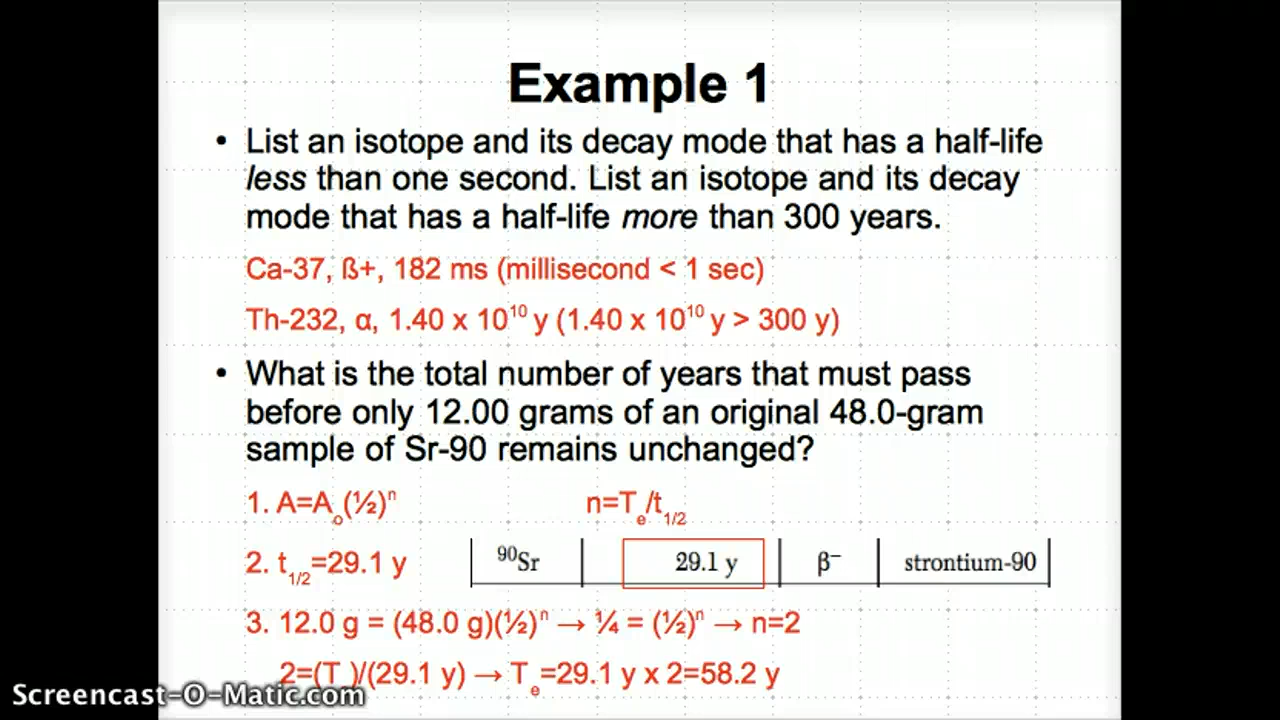 Example 1
• List an isotope and its decay mode that has a half-life
less than one second. List an isotope and its decay
mode that has a half-life more than 300 years.
Ca-37, ß+, 182 ms (millisecond < 1 sec)
Th-232, α, 1.40 x 10¹⁰ y (1.40 x 10¹⁰ y > 300 y)
• What is the total number of years that must pass
before only 12.00 grams of an original 48.0-gram
sample of Sr-90 remains unchanged?
1. A=Aₒ(½)ⁿ n=Tₑ/t₁/₂
2. t₁/₂=29.1 y ⁹⁰Sr 29.1 y β⁻ strontium-90
3. 12.0 g = (48.0 g)(½)ⁿ → ¼ = (½)ⁿ → n=2
2=(T )/(29.1 y) → Tₑ=29.1 y x 2=58.2 y
Screencast-O-Matic.com